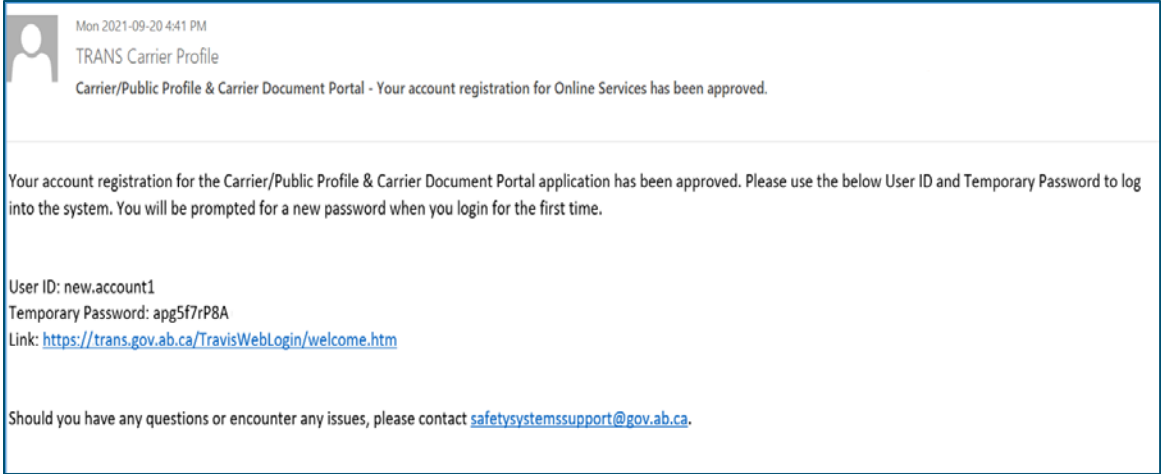 Mon 2021-09-20 4:41 PM
TRANS Carrier Profile
Carrier/Public Profile & Carrier Document Portal - Your account registration for Online Services has been approved.
Your account registration for the Carrier/Public Profile & Carrier Document Portal application has been approved. Please use the below User ID and Temporary Password to log
into the system. You will be prompted for a new password when you login for the first time.
User ID: new.account1
Temporary Password: apg5f7rP8A
Link: https://trans.gov.ab.ca/TravisWebLogin/welcome.htm
Should you have any questions or encounter any issues, please contact safetysystemssupport@gov.ab.ca.